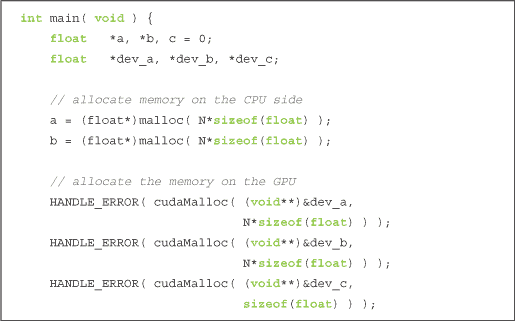 int main( void ) {
    float   *a, *b, c = 0;
    float   *dev_a, *dev_b, *dev_c;

    // allocate memory on the CPU side
    a = (float*)malloc( N*sizeof(float) );
    b = (float*)malloc( N*sizeof(float) );

    // allocate the memory on the GPU
    HANDLE_ERROR( cudaMalloc( (void**)&dev_a,
                              N*sizeof(float) ) );
    HANDLE_ERROR( cudaMalloc( (void**)&dev_b,
                              N*sizeof(float) ) );
    HANDLE_ERROR( cudaMalloc( (void**)&dev_c,
                              sizeof(float) ) );